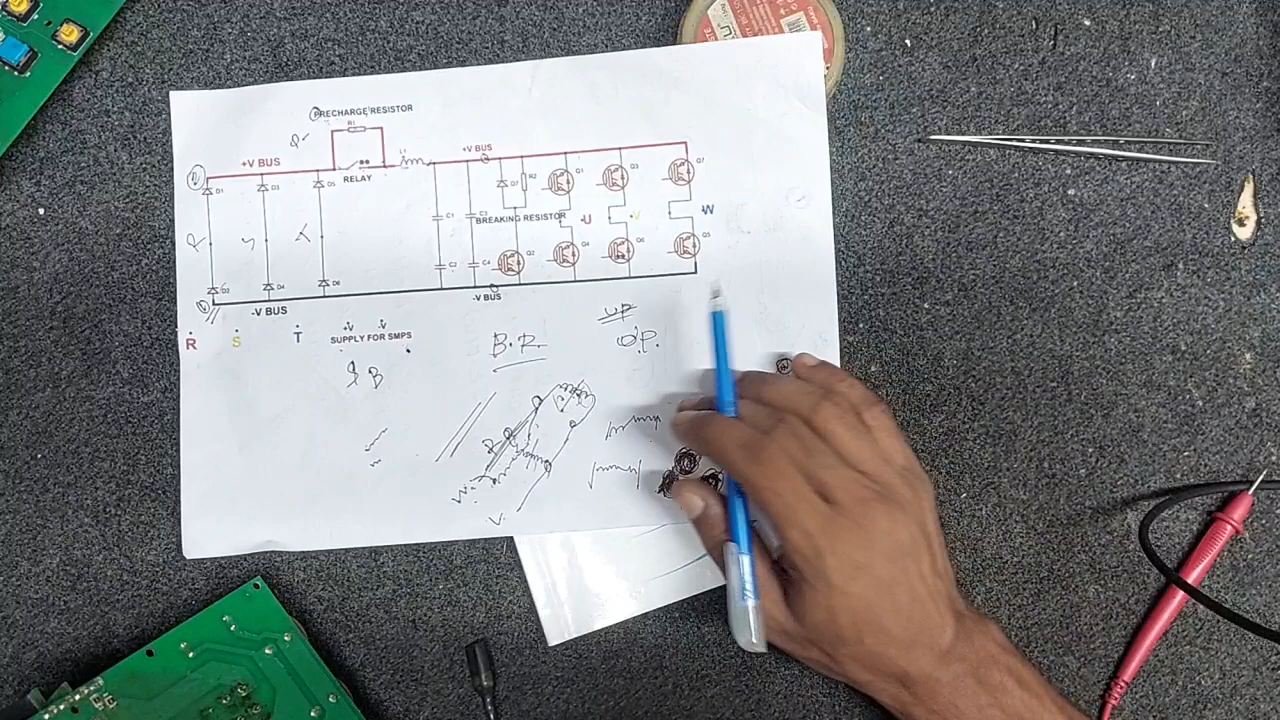 PRECHARGE RESISTOR
R1
+V BUS
RELAY
L1
+V BUS
D1
D3
D5
D7
R2
Q1
Q3
Q7
R
S
T
C1
C3
BREAKING RESISTOR
U
V
W
C2
C4
Q2
Q4
Q6
Q5
D2
D4
D6
-V BUS
-V BUS
R
S
T
+V
-V
SUPPLY FOR SMPS
B.R.
UP
O.P.
V.